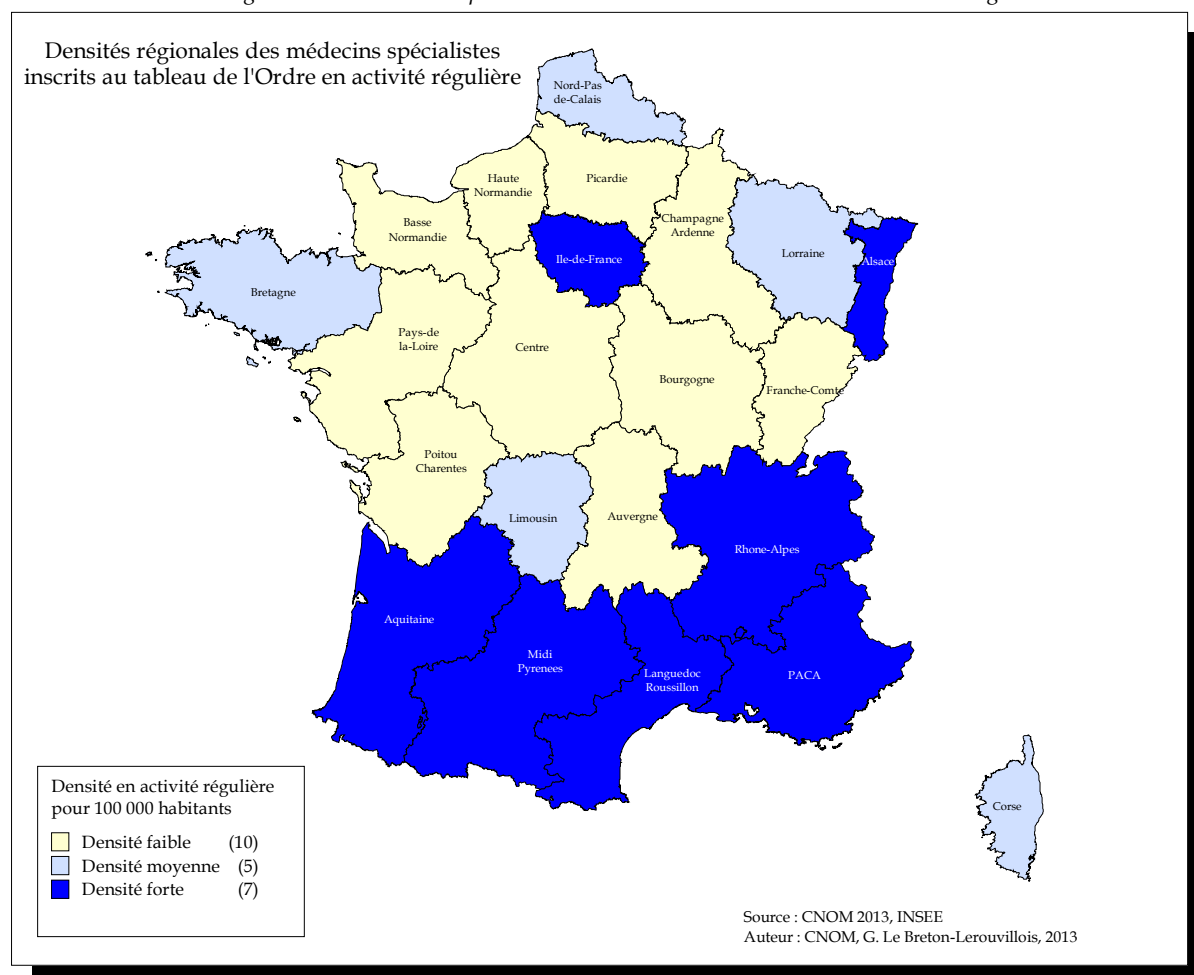 Densités régionales des médecins spécialistes
inscrits au tableau de l'Ordre en activité régulière
Nord-Pas
de-Calais
Haute
Normandie
Picardie
Basse
Normandie
Champagne
Ardenne
Ile-de-France
Lorraine
Alsace
Bretagne
Pays-de
la-Loire
Centre
Bourgogne
Franche-Comte
Poitou
Charentes
Limousin
Auvergne
Rhone-Alpes
Aquitaine
Midi
Pyrenees
Languedoc
Roussillon
PACA
Corse
Densité en activité régulière
pour 100 000 habitants
Densité faible (10)
Densité moyenne (5)
Densité forte (7)
Source : CNOM 2013, INSEE
Auteur : CNOM, G. Le Breton-Lerouvillois, 2013